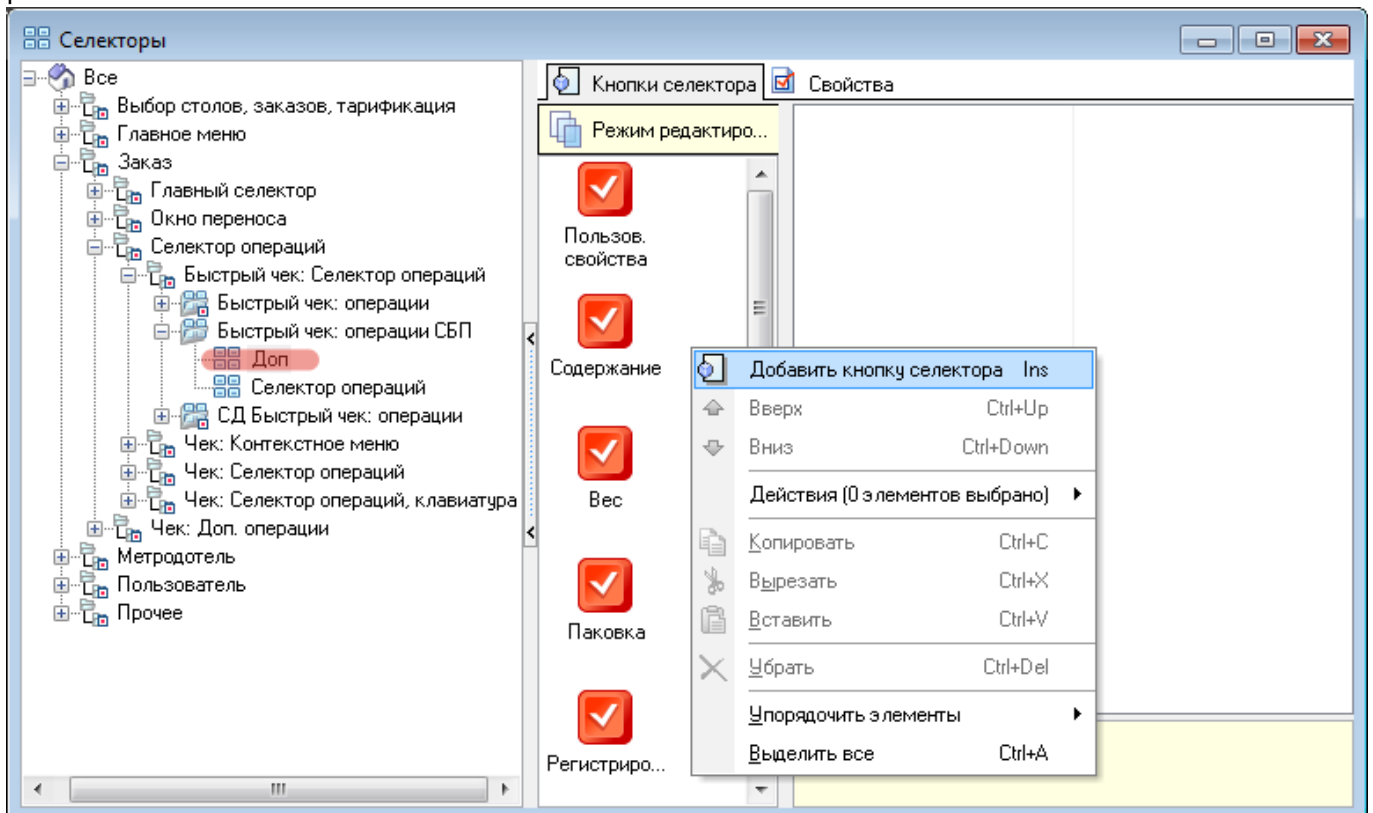 Селекторы
Все
Выбор столов, заказов, тарификация
Главное меню
Заказ
Главный селектор
Окно переноса
Селектор операций
Быстрый чек: Селектор операций
Быстрый чек: операции
Быстрый чек: операции СБП
Доп
Селектор операций
СД Быстрый чек: операции
Чек: Контекстное меню
Чек: Селектор операций
Чек: Селектор операций, клавиатура
Чек: Доп. операции
Метродотель
Пользователь
Прочее
Кнопки селектора
Свойства
Режим редактиро...
Пользов.
свойства
Содержание
Вес
Паковка
Регистриро...
Добавить кнопку селектора Ins
Вверх Ctrl+Up
Вниз Ctrl+Down
Действия (0 элементов выбрано)
Копировать Ctrl+C
Вырезать Ctrl+X
Вставить Ctrl+V
Убрать Ctrl+Del
Упорядочить элементы
Выделить все Ctrl+A